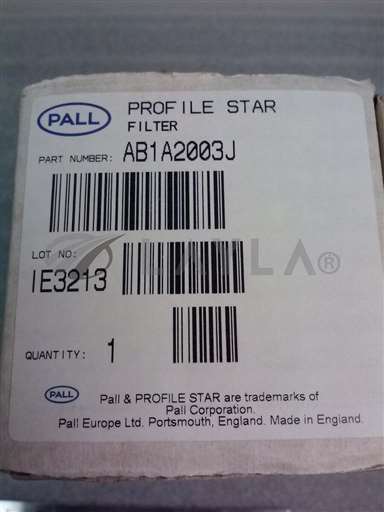 PALL
PROFILE STAR
FILTER
PART NUMBER: AB1A2003J
LAYLA®
LOT NO:
IE3213
QUANTITY: 1
PALL
Pall & PROFILE STAR are trademarks of
Pall Corporation.
Pall Europe Ltd. Portsmouth, England. Made in England.